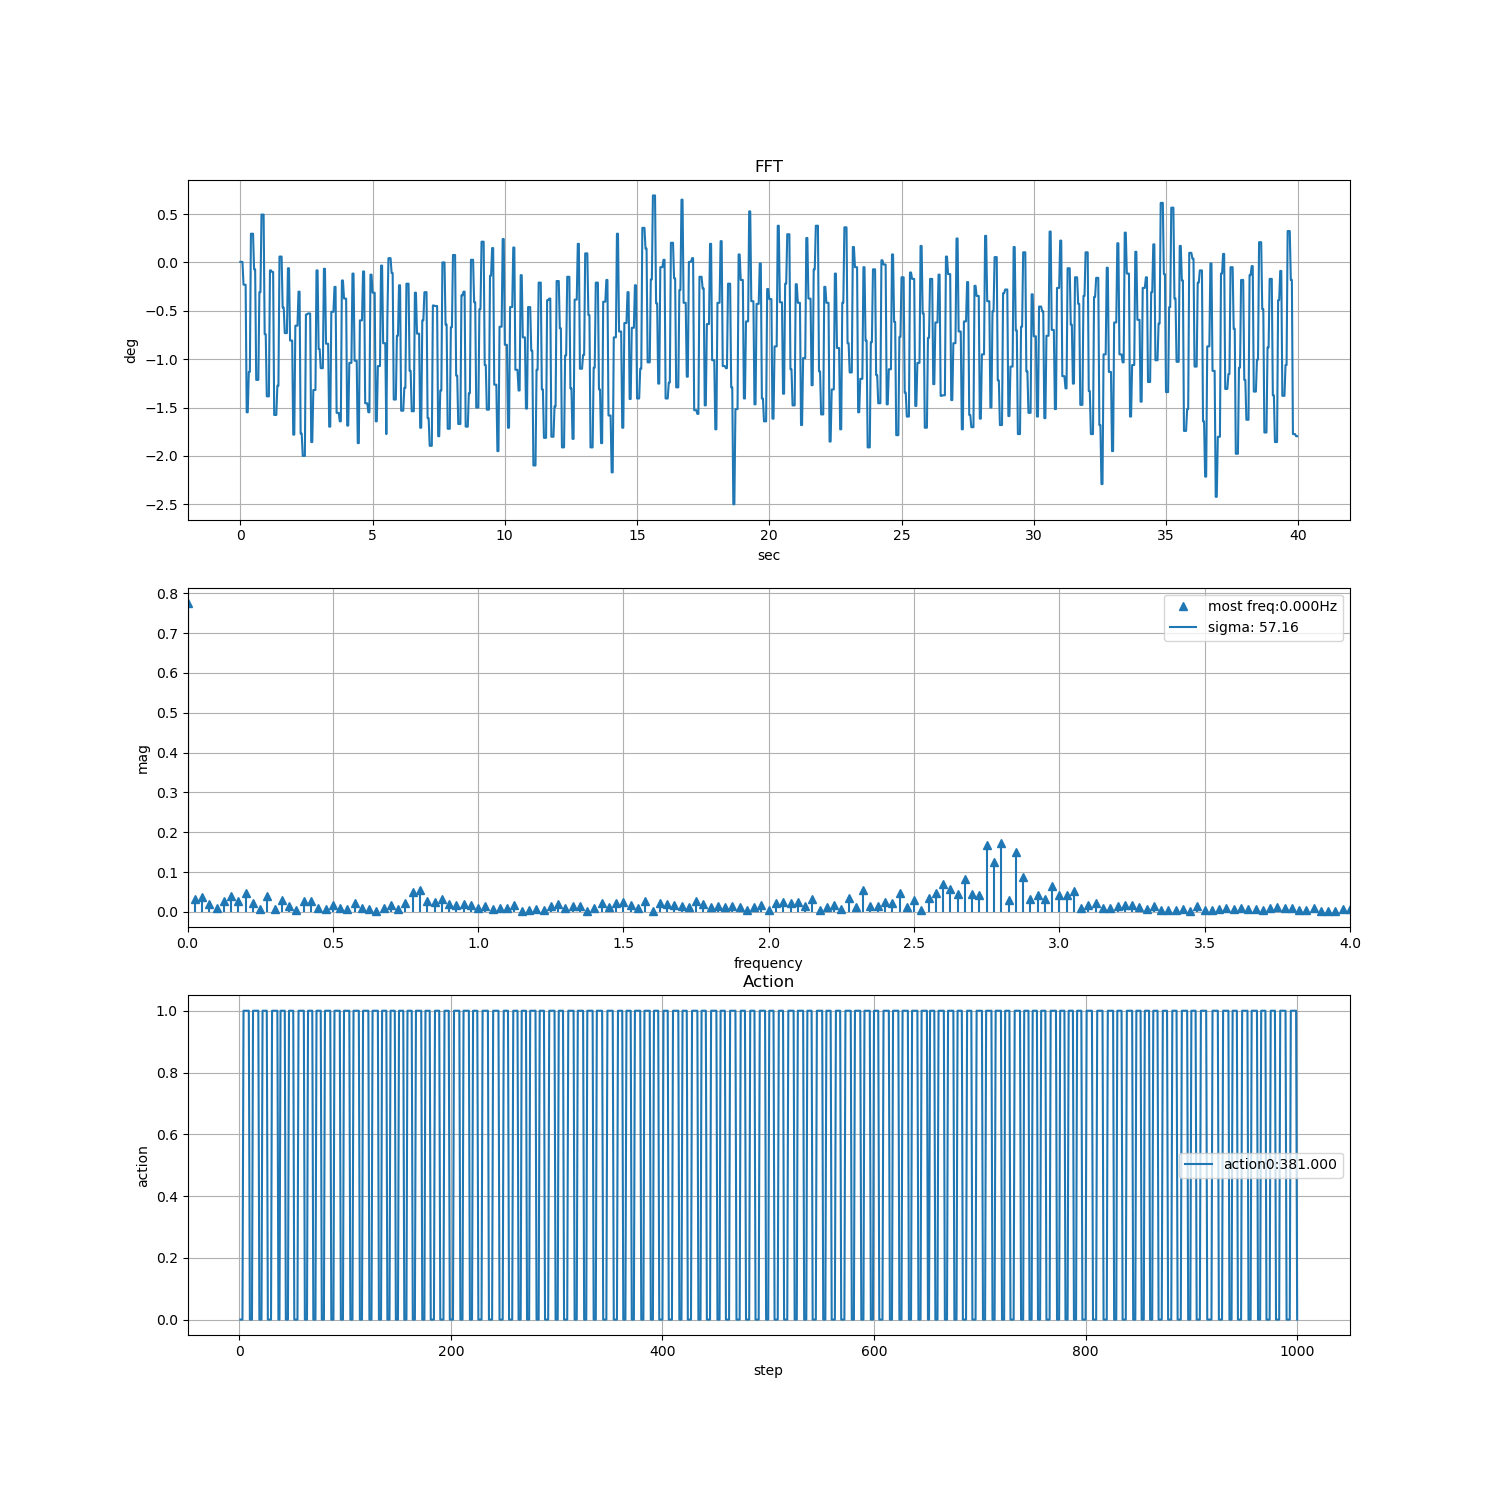 FFT
0.5
0.0
−0.5
−1.0
−1.5
−2.0
−2.5
deg
0 5 10 15 20 25 30 35 40
sec
0.8
0.7
0.6
0.5
0.4
0.3
0.2
0.1
0.0
mag
most freq:0.000Hz
sigma: 57.16
0.0 0.5 1.0 1.5 2.0 2.5 3.0 3.5 4.0
frequency
Action
1.0
0.8
0.6
0.4
0.2
0.0
action
action0:381.000
0 200 400 600 800 1000
step